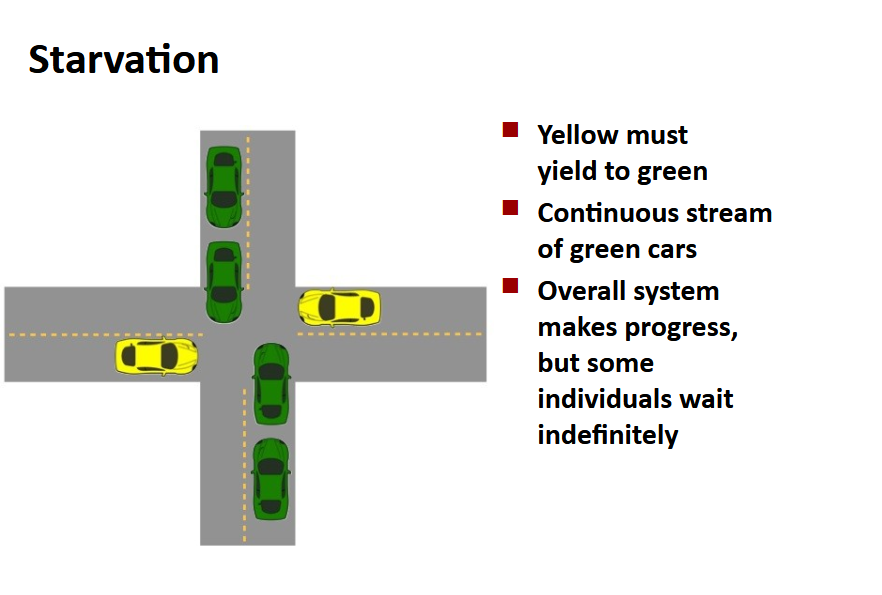 Starvation
Yellow must
yield to green
Continuous stream
of green cars
Overall system
makes progress,
but some
individuals wait
indefinitely